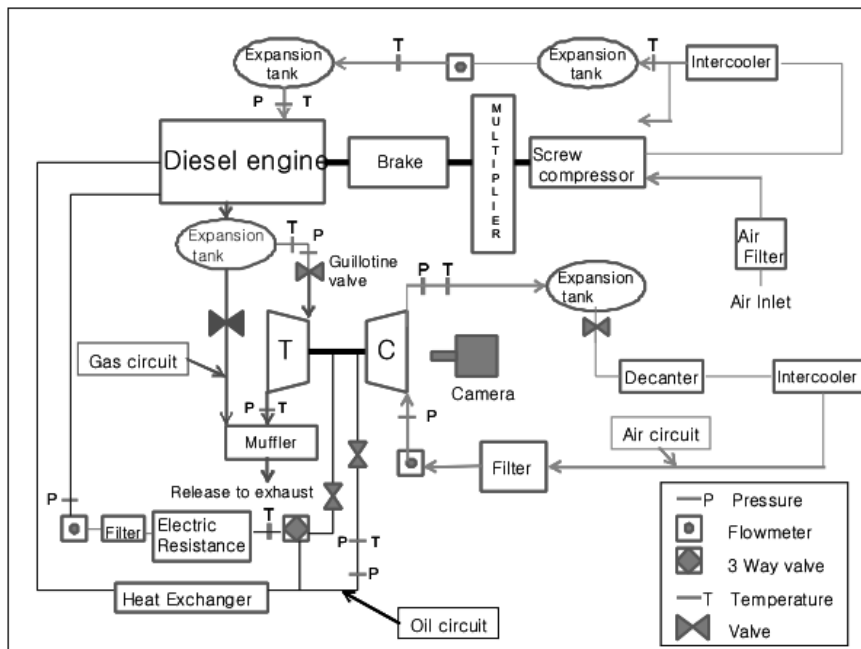 Expansion
tank
T
Expansion
tank
T
Intercooler
P
T
Diesel engine
Brake
M
U
L
T
I
P
L
I
E
R
Screw
compressor
Air
Filter
Air Inlet
Expansion
tank
T
P
Guillotine
valve
P
T
Expansion
tank
Gas circuit
T
C
Camera
Decanter
Intercooler
P
T
P
Muffler
Air circuit
Release to exhaust
Filter
P
Filter
Electric
Resistance
T
P
T
P
Heat Exchanger
Oil circuit
P Pressure
Flowmeter
3 Way valve
T Temperature
Valve